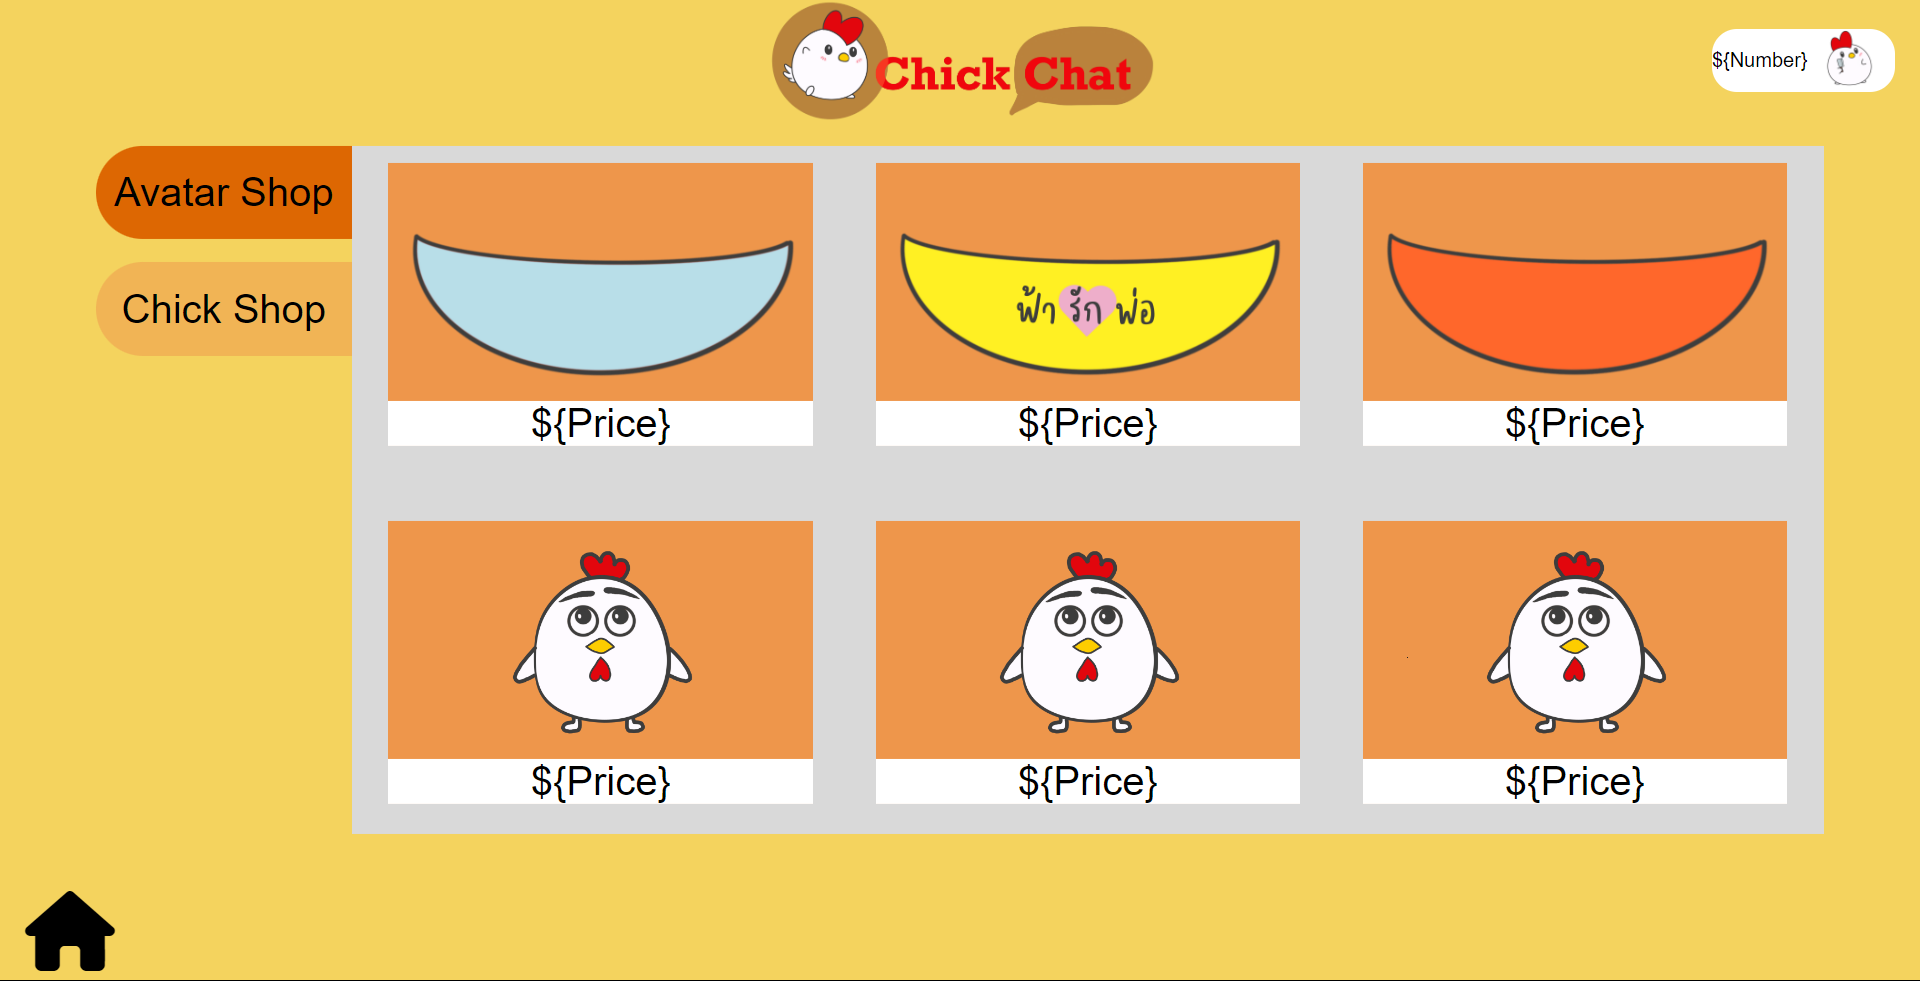 Chick Chat
${Number}
Avatar Shop
Chick Shop
ฟ้า รัก พ่อ
${Price}
${Price}
${Price}
${Price}
${Price}
${Price}